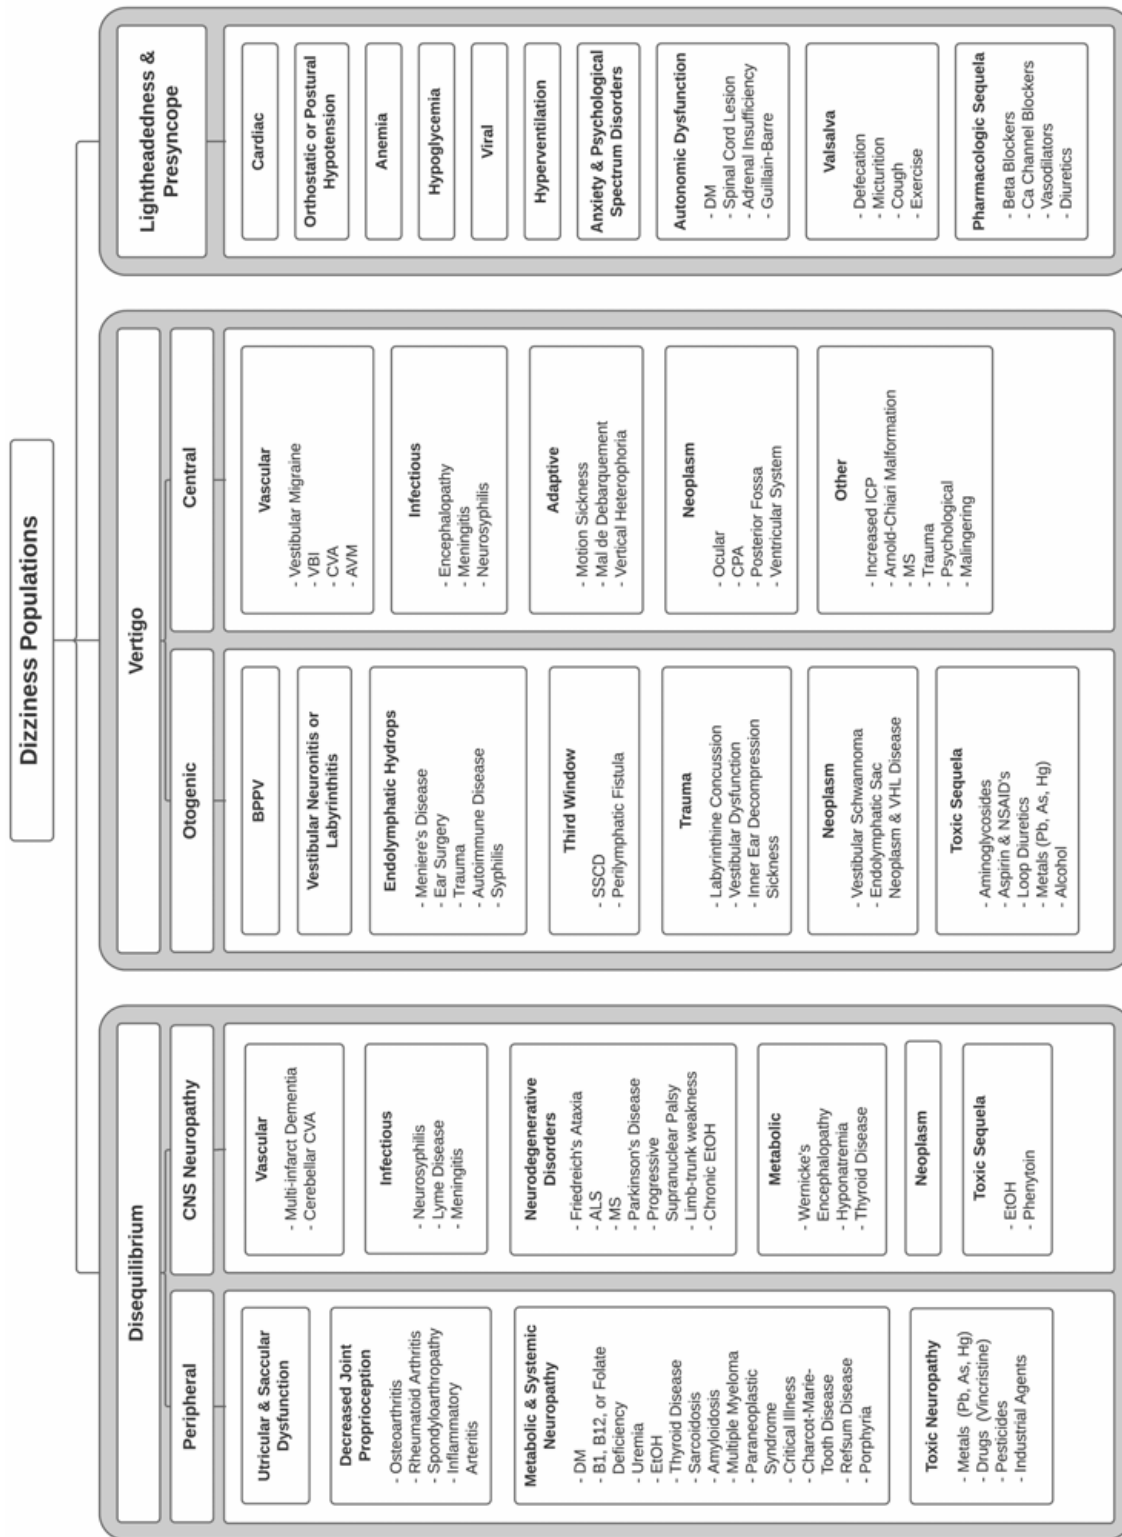 Dizziness Populations
Disequilibrium
Peripheral
Utricular & Saccular
Dysfunction
Decreased Joint
Proprioception
- Osteoarthritis
- Rheumatoid Arthritis
- Spondyloarthropathy
- Inflammatory
Arteritis
Metabolic & Systemic
Neuropathy
- DM
- B1, B12, or Folate
Deficiency
- Uremia
- EtOH
- Thyroid Disease
- Sarcoidosis
- Amyloidosis
- Multiple Myeloma
- Paraneoplastic
Syndrome
- Critical Illness
- Charcot-Marie-
Tooth Disease
- Refsum Disease
- Porphyria
Toxic Neuropathy
- Metals (Pb, As, Hg)
- Drugs (Vincristine)
- Pesticides
- Industrial Agents
CNS Neuropathy
Vascular
- Multi-infarct Dementia
- Cerebellar CVA
Infectious
- Neurosyphilis
- Lyme Disease
- Meningitis
Neurodegenerative
Disorders
- Friedreich's Ataxia
- ALS
- MS
- Parkinson's Disease
- Progressive
Supranuclear Palsy
- Limb-trunk weakness
- Chronic EtOH
Metabolic
- Wernicke's
Encephalopathy
- Hyponatremia
- Thyroid Disease
Neoplasm
Toxic Sequela
- EtOH
- Phenytoin
Vertigo
Otogenic
BPPV
Vestibular Neuronitis or
Labyrinthitis
Endolymphatic Hydrops
- Meniere's Disease
- Ear Surgery
- Trauma
- Autoimmune Disease
- Syphilis
Third Window
- SSCD
- Perilymphatic Fistula
Trauma
- Labyrinthine Concussion
- Vestibular Dysfunction
- Inner Ear Decompression
Sickness
Neoplasm
- Vestibular Schwannoma
- Endolymphatic Sac
Neoplasm & VHL Disease
Toxic Sequela
- Aminoglycosides
- Aspirin & NSAID's
- Loop Diuretics
- Metals (Pb, As, Hg)
- Alcohol
Central
Vascular
- Vestibular Migraine
- VBI
- CVA
- AVM
Infectious
- Encephalopathy
- Meningitis
- Neurosyphilis
Adaptive
- Motion Sickness
- Mal de Debarquement
- Vertical Heterophoria
Neoplasm
- Ocular
- CPA
- Posterior Fossa
- Ventricular System
Other
- Increased ICP
- Arnold-Chiari Malformation
- MS
- Trauma
- Psychological
- Malingering
Lightheadedness &
Presyncope
Cardiac
Orthostatic or Postural
Hypotension
Anemia
Hypoglycemia
Viral
Hyperventilation
Anxiety & Psychological
Spectrum Disorders
Autonomic Dysfunction
- DM
- Spinal Cord Lesion
- Adrenal Insufficiency
- Guillain-Barre
Valsalva
- Defecation
- Micturition
- Cough
- Exercise
Pharmacologic Sequela
- Beta Blockers
- Ca Channel Blockers
- Vasodilators
- Diuretics